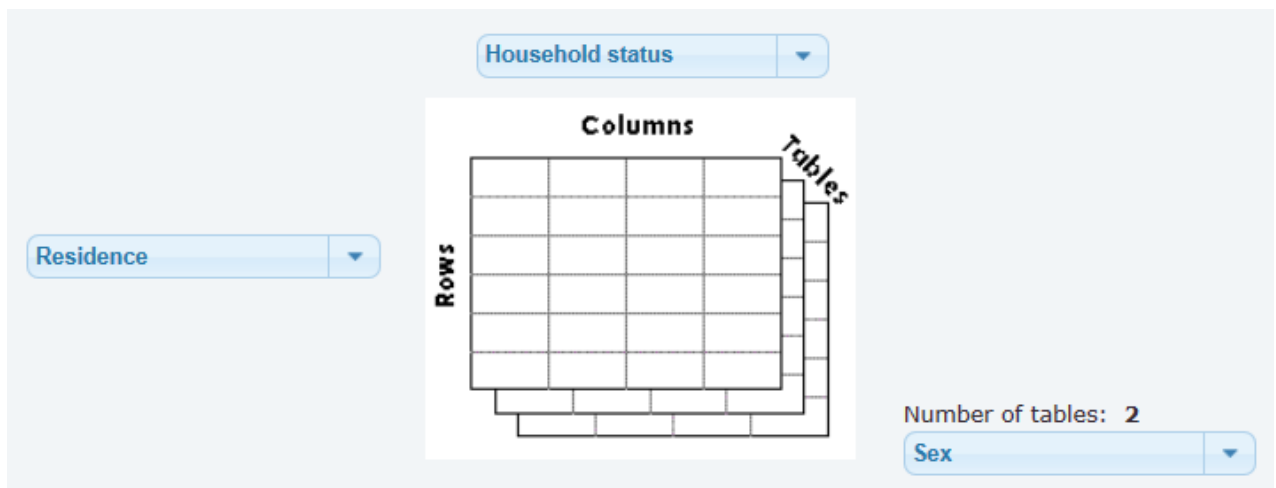 Household status
Columns
Tables
Residence
Rows
Number of tables: 2
Sex